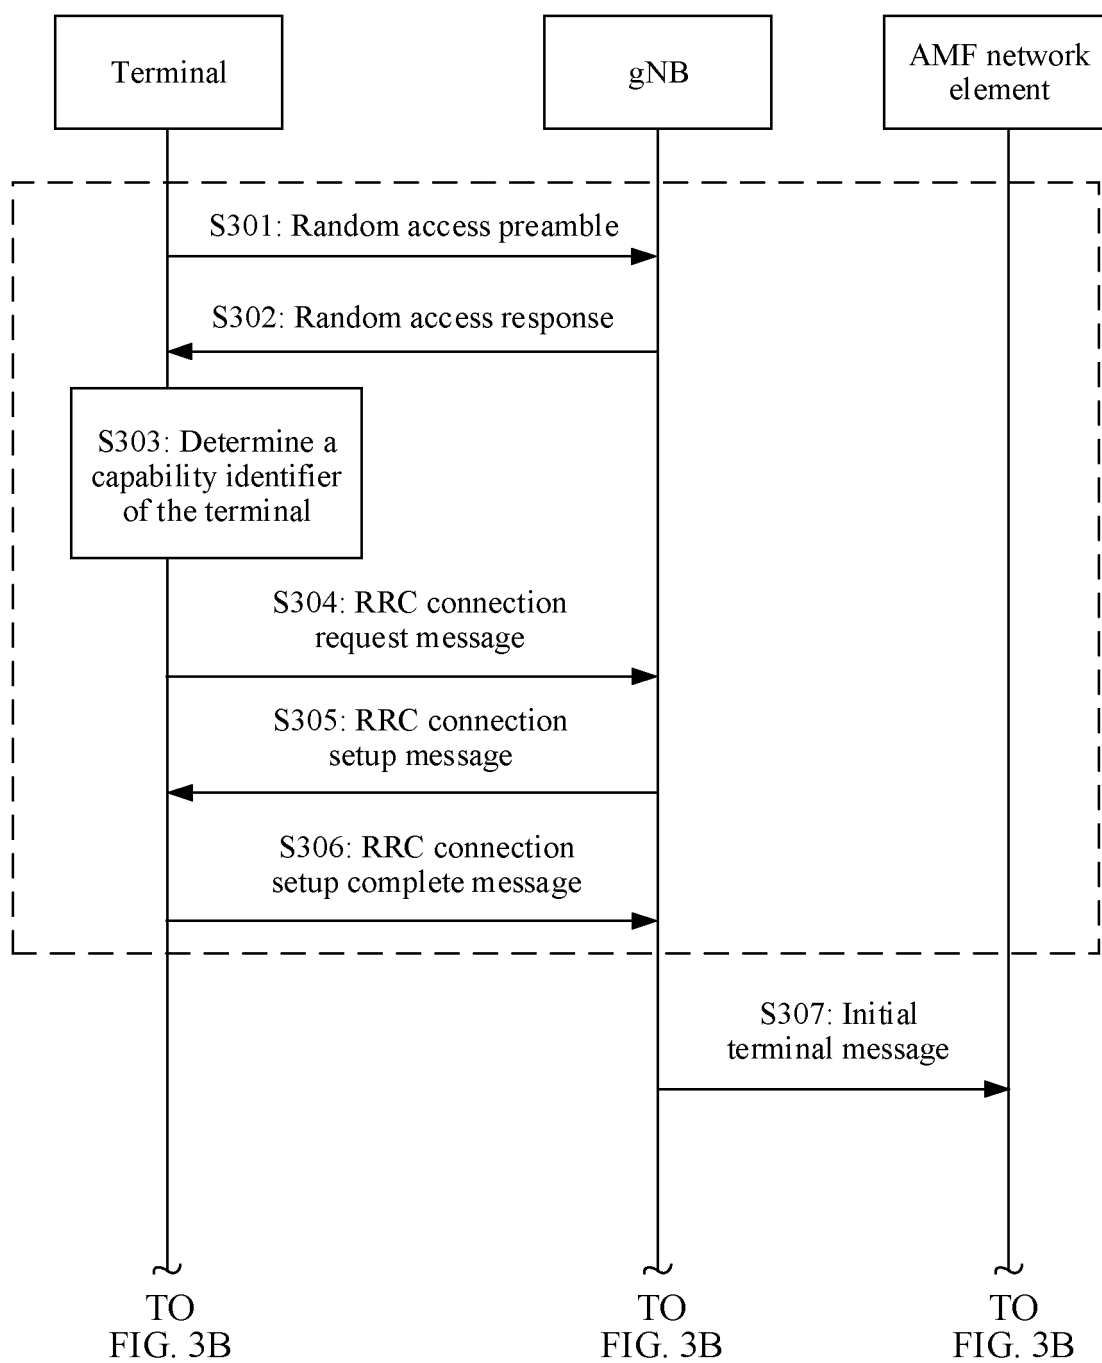 Terminal
gNB
AMF network
element
S301: Random access preamble
S302: Random access response
S303: Determine a
capability identifier
of the terminal
S304: RRC connection
request message
S305: RRC connection
setup message
S306: RRC connection
setup complete message
S307: Initial
terminal message
TO
FIG. 3B
TO
FIG. 3B
TO
FIG. 3B